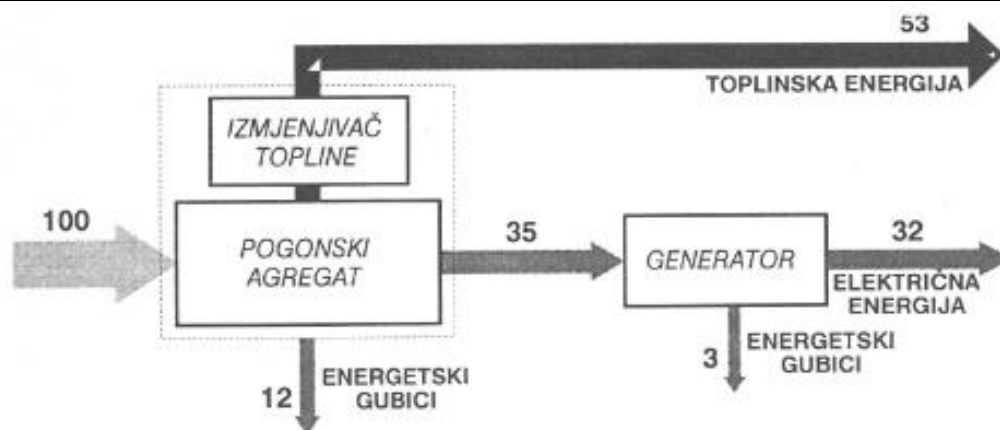 53
TOPLINSKA ENERGIJA
IZMJENJIVAČ
TOPLINE
100
POGONSKI
AGREGAT
35
GENERATOR
32
ELEKTRIČNA
ENERGIJA
12
ENERGETSKI
GUBICI
3
ENERGETSKI
GUBICI